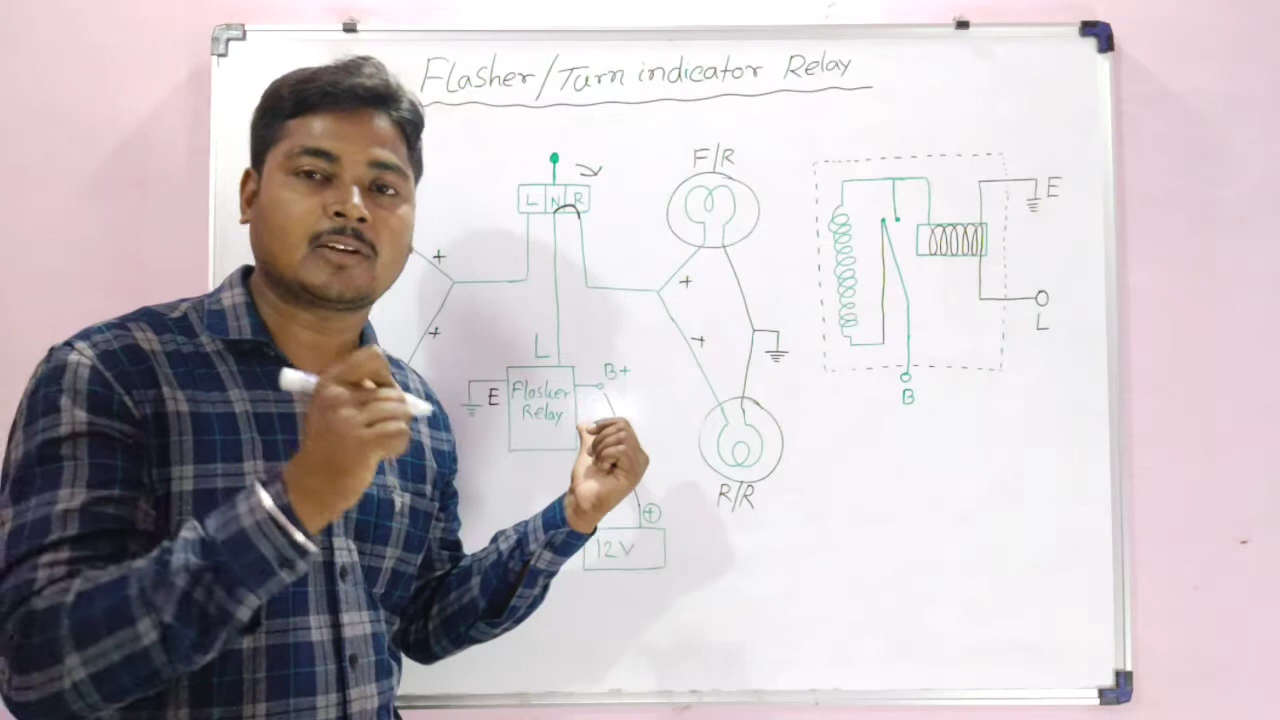 Flasher/Turn indicator Relay
F/R
L N R
E
+
+
+
+
L
L
B+
E
Flasher
Relay
B
R/R
+
12V